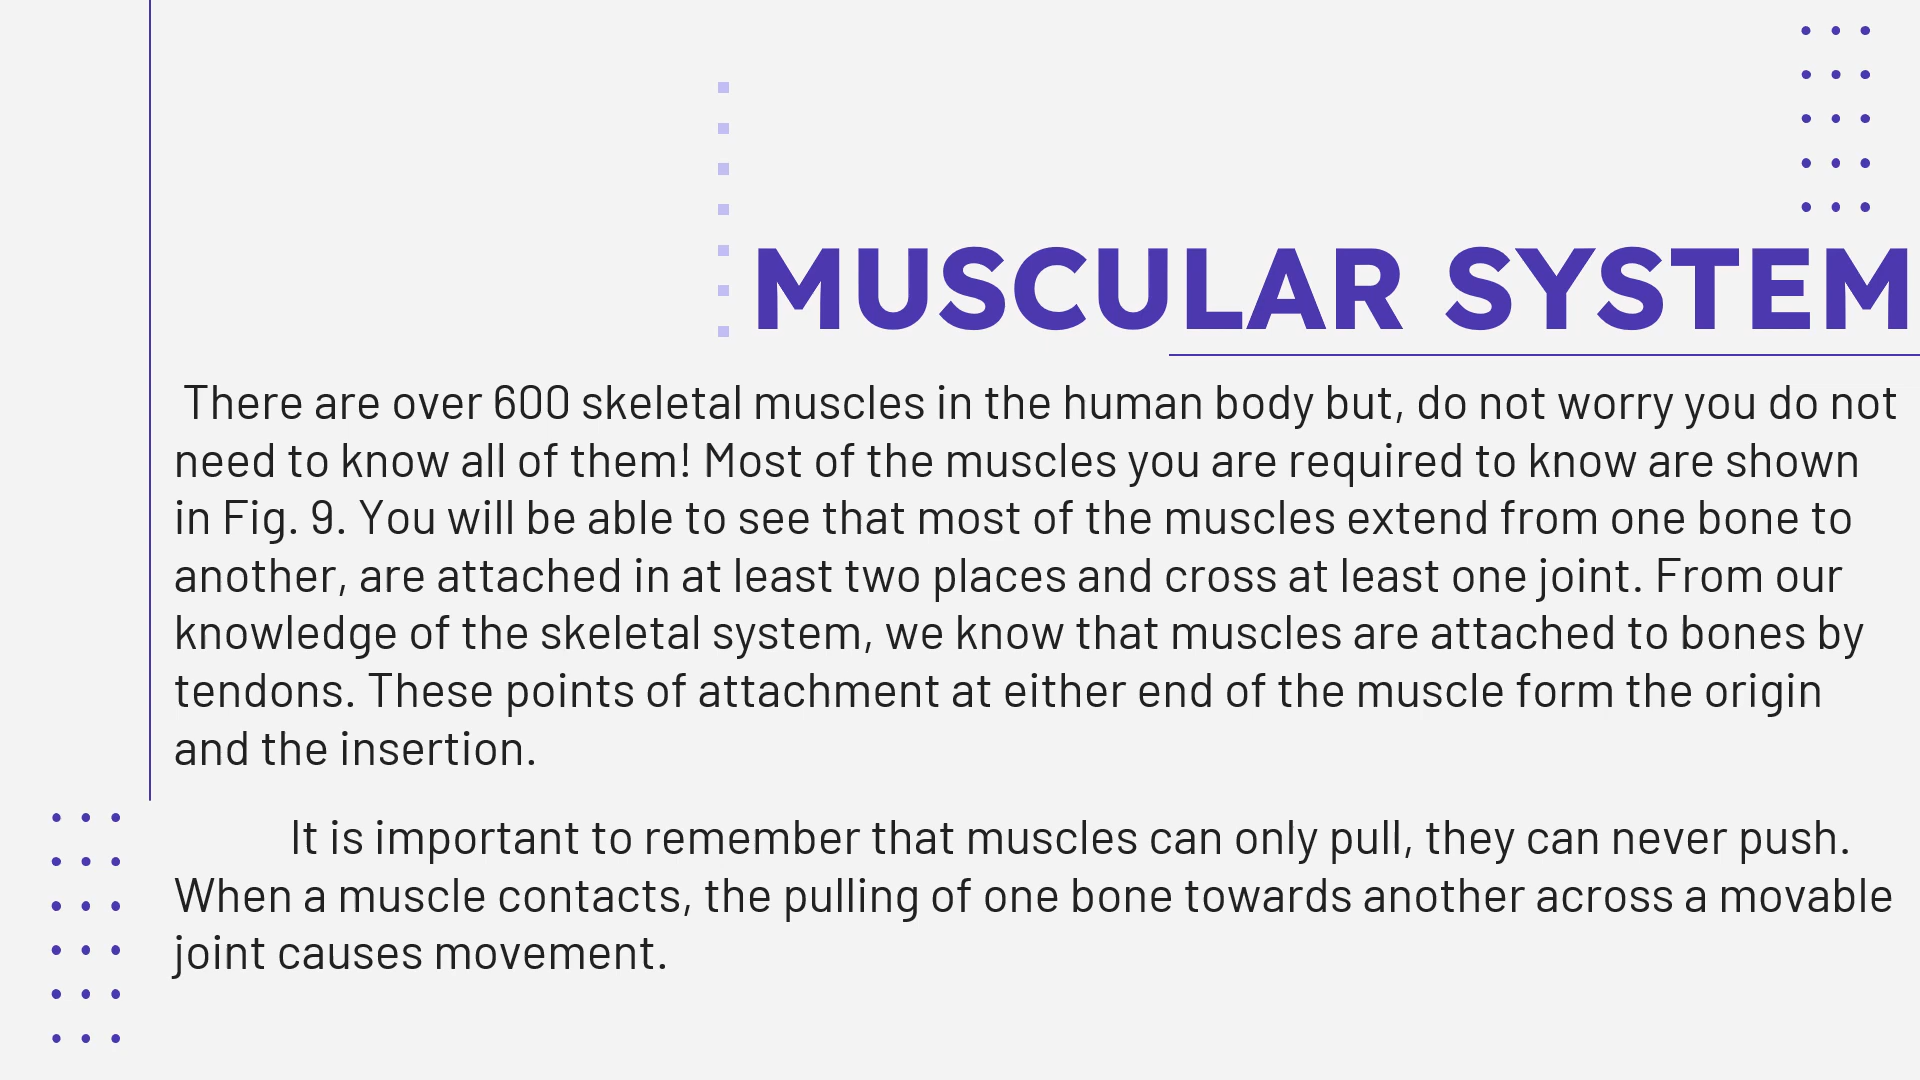 MUSCULAR SYSTEM
There are over 600 skeletal muscles in the human body but, do not worry you do not
need to know all of them! Most of the muscles you are required to know are shown
in Fig. 9. You will be able to see that most of the muscles extend from one bone to
another, are attached in at least two places and cross at least one joint. From our
knowledge of the skeletal system, we know that muscles are attached to bones by
tendons. These points of attachment at either end of the muscle form the origin
and the insertion.
It is important to remember that muscles can only pull, they can never push.
When a muscle contacts, the pulling of one bone towards another across a movable
joint causes movement.